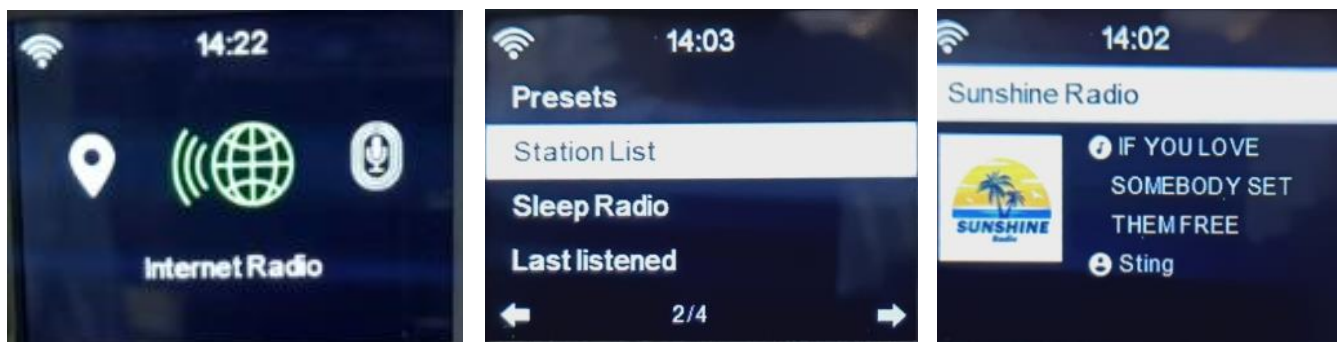 14:22
Internet Radio
14:03
Presets
Station List
Sleep Radio
Last listened
2/4
14:02
Sunshine Radio
SUNSHINE
Radio
IF YOU LOVE
SOMEBODY SET
THEM FREE
Sting